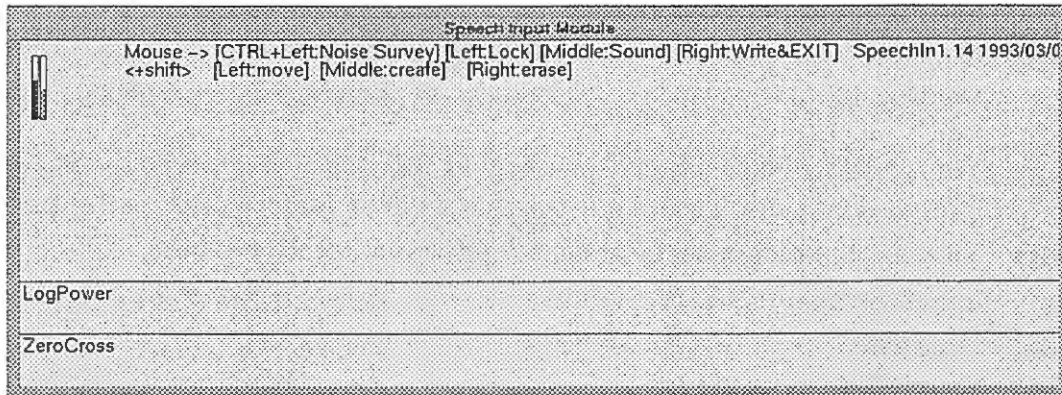 Speech Input Module
Mouse -> [CTRL+Left:Noise Survey] [Left:Lock] [Middle:Sound] [Right:Write&EXIT] SpeechIn1.14 1993/03/0
<+shift> [Left:move] [Middle:create] [Right:erase]
LogPower
ZeroCross